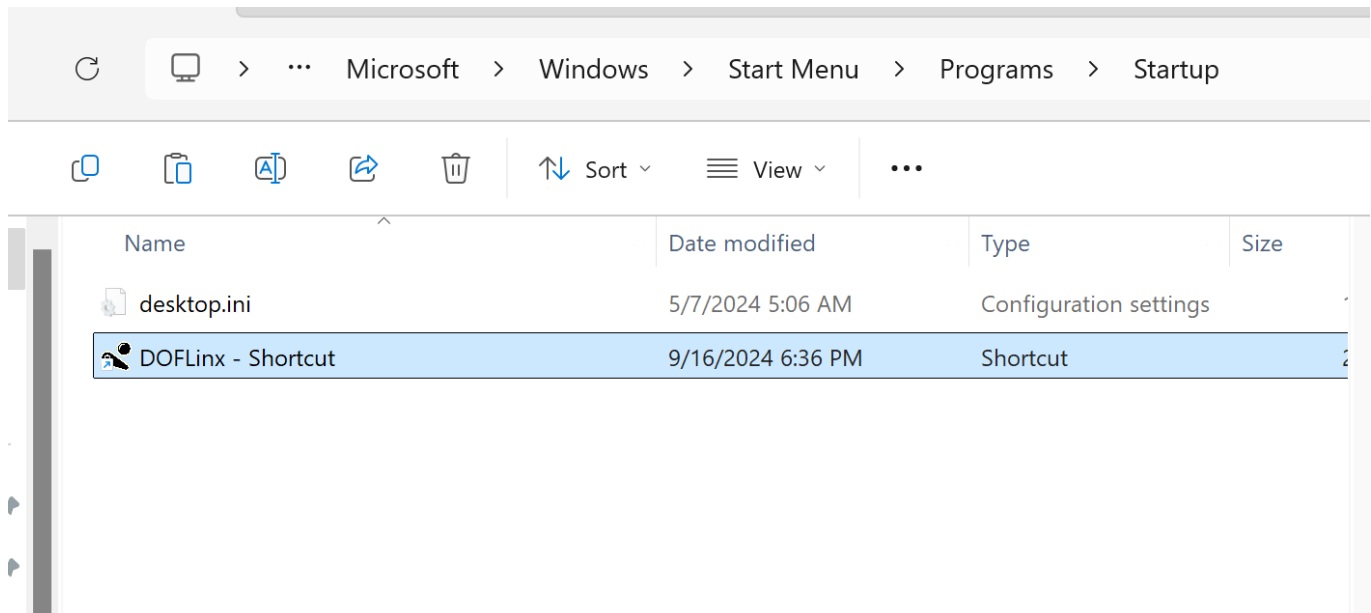 Microsoft > Windows > Start Menu > Programs > Startup
Sort View
Name Date modified Type Size
desktop.ini 5/7/2024 5:06 AM Configuration settings
DOFLinx - Shortcut 9/16/2024 6:36 PM Shortcut